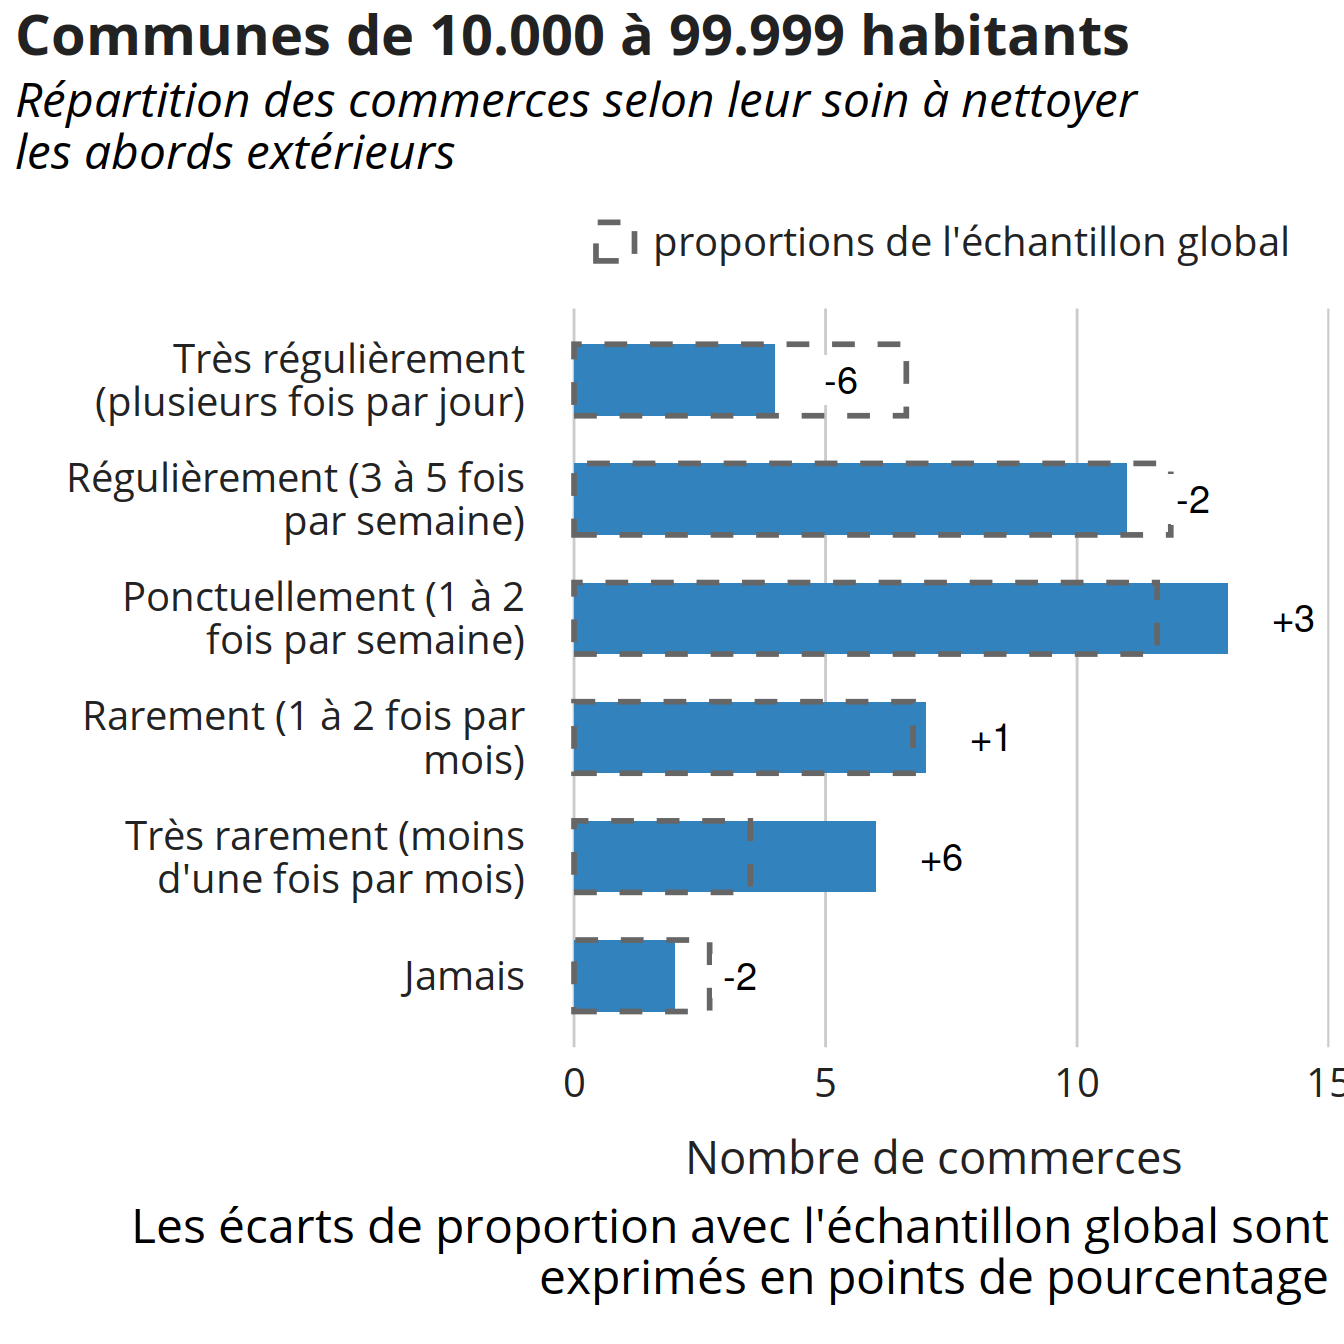 Communes de 10.000 à 99.999 habitants
Répartition des commerces selon leur soin à nettoyer
les abords extérieurs
proportions de l'échantillon global
Très régulièrement
(plusieurs fois par jour)
-6
Régulièrement (3 à 5 fois
par semaine)
-2
Ponctuellement (1 à 2
fois par semaine)
+3
Rarement (1 à 2 fois par
mois)
+1
Très rarement (moins
d'une fois par mois)
+6
Jamais
-2
0 5 10 15
Nombre de commerces
Les écarts de proportion avec l'échantillon global sont
exprimés en points de pourcentage